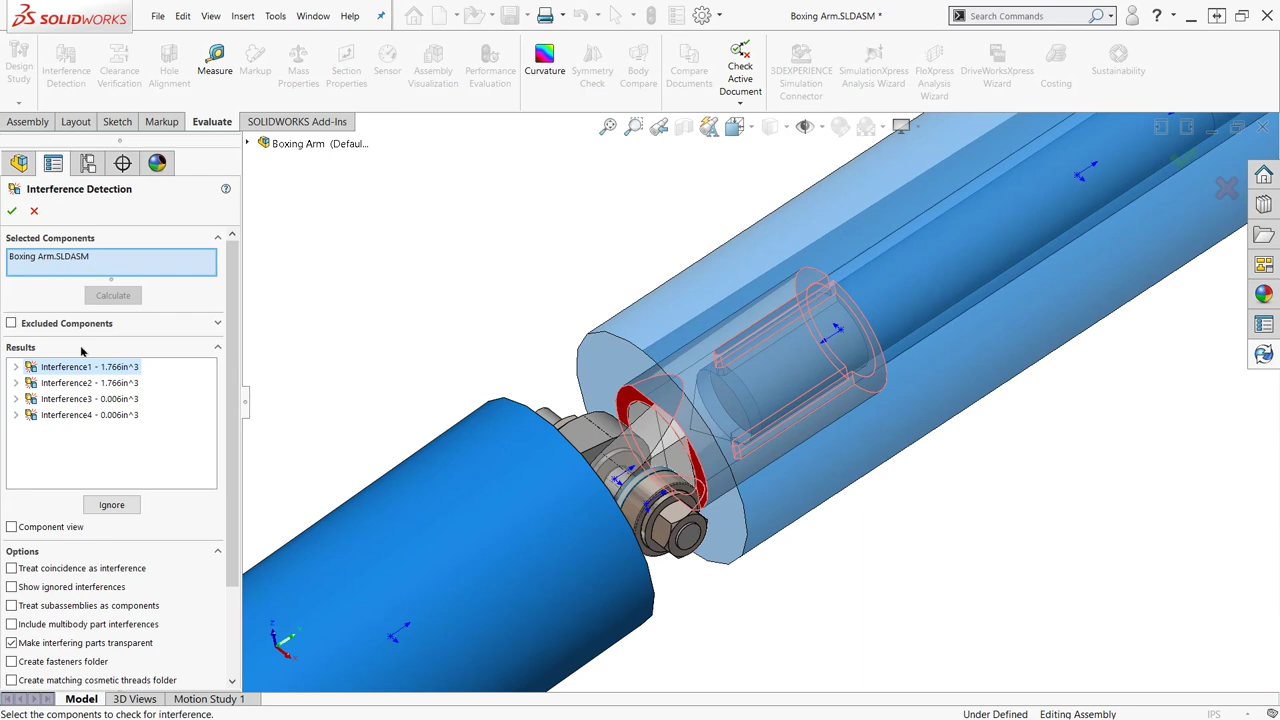 SOLIDWORKS
File Edit View Insert Tools Window Help
Boxing Arm.SLDASM *
Search Commands
Design Study
Interference Detection
Clearance Verification
Hole Alignment
Measure
Markup
Mass Properties
Section Properties
Sensor
Assembly Visualization
Performance Evaluation
Curvature
Symmetry Check
Body Compare
Compare Documents
Check Active Document
3DEXPERIENCE Simulation Connector
SimulationXpress Analysis Wizard
FloXpress Analysis Wizard
DriveWorksXpress Wizard
Costing
Sustainability
Assembly Layout Sketch Markup Evaluate SOLIDWORKS Add-Ins
Boxing Arm (Defaul...
Interference Detection
Selected Components
Boxing Arm.SLDASM
Calculate
Excluded Components
Results
Interference1 - 1.766in^3
Interference2 - 1.766in^3
Interference3 - 0.006in^3
Interference4 - 0.006in^3
Ignore
Component view
Options
Treat coincidence as interference
Show ignored interferences
Treat subassemblies as components
Include multibody part interferences
Make interfering parts transparent
Create fasteners folder
Create matching cosmetic threads folder
Model 3D Views Motion Study 1
Select the components to check for interference.
Under Defined Editing Assembly IPS